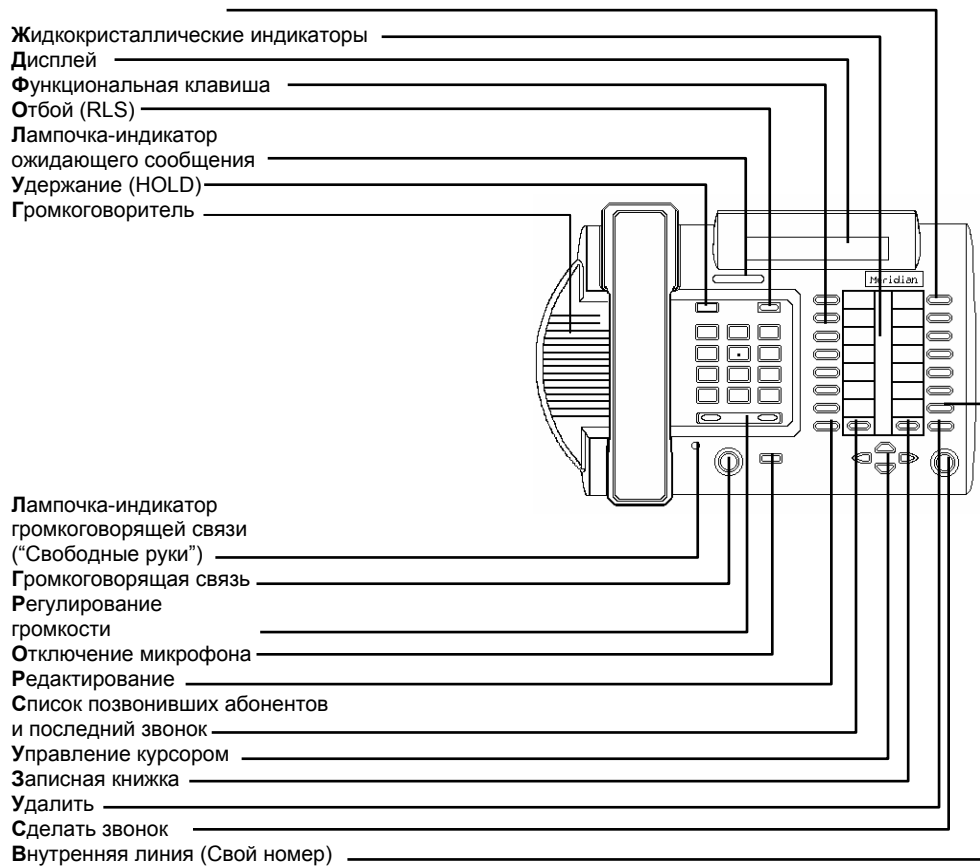 Жидкокристаллические индикаторы
Дисплей
Функциональная клавиша
Отбой (RLS)
Лампочка-индикатор
ожидающего сообщения
Удержание (HOLD)
Громкоговоритель
Meridian
Лампочка-индикатор
громкоговорящей связи
(“Свободные руки”)
Громкоговорящая связь
Регулирование
громкости
Отключение микрофона
Редактирование
Список позвонивших абонентов
и последний звонок
Управление курсором
Записная книжка
Удалить
Сделать звонок
Внутренняя линия (Свой номер)